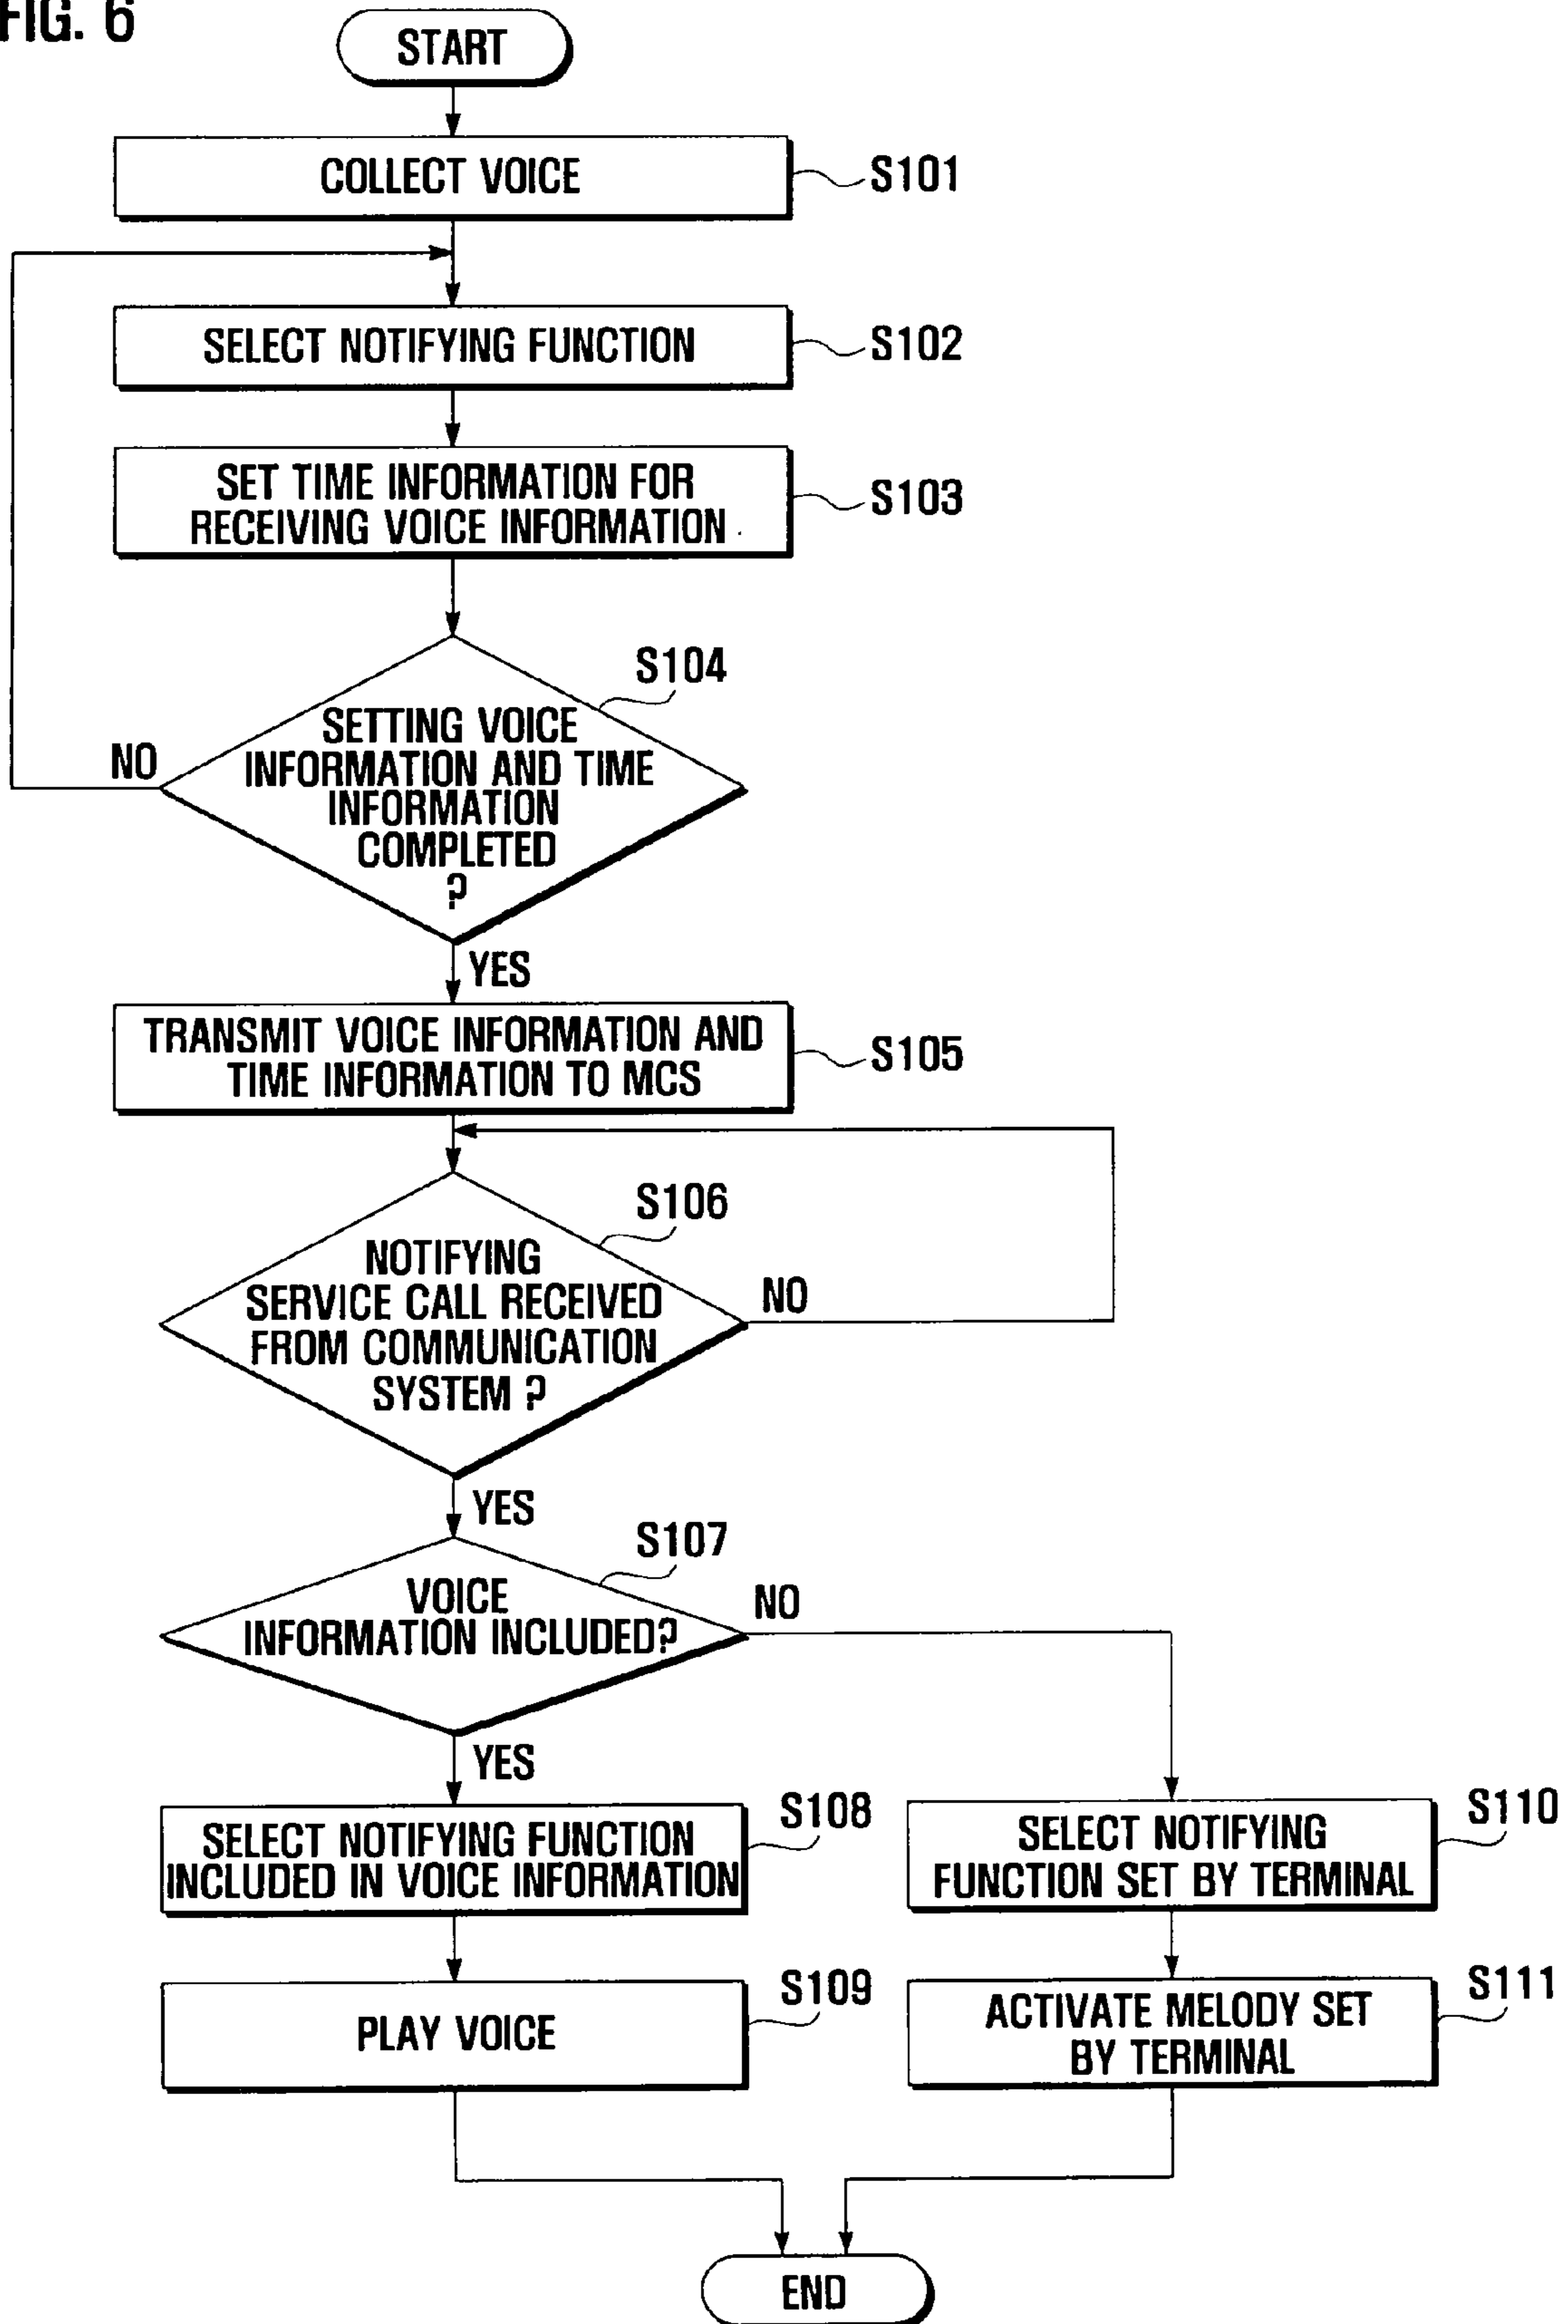 FIG. 6
START
COLLECT VOICE
S101
SELECT NOTIFYING FUNCTION
S102
SET TIME INFORMATION FOR
RECEIVING VOICE INFORMATION
S103
S104
SETTING VOICE
INFORMATION AND TIME
INFORMATION
COMPLETED
?
NO
YES
TRANSMIT VOICE INFORMATION AND
TIME INFORMATION TO MCS
S105
S106
NOTIFYING
SERVICE CALL RECEIVED
FROM COMMUNICATION
SYSTEM ?
NO
YES
S107
VOICE
INFORMATION INCLUDED?
NO
YES
S108
SELECT NOTIFYING FUNCTION
INCLUDED IN VOICE INFORMATION
S110
SELECT NOTIFYING
FUNCTION SET BY TERMINAL
S109
PLAY VOICE
S111
ACTIVATE MELODY SET
BY TERMINAL
END